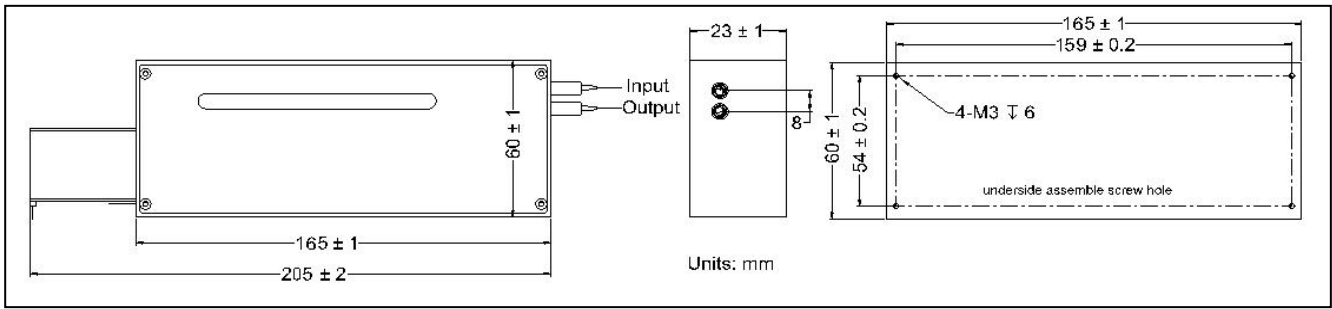 Input
Output
60 ± 1
165 ± 1
205 ± 2
23 ± 1
8
Units: mm
165 ± 1
159 ± 0.2
4-M3 ↧ 6
60 ± 1
54 ± 0.2
underside assemble screw hole